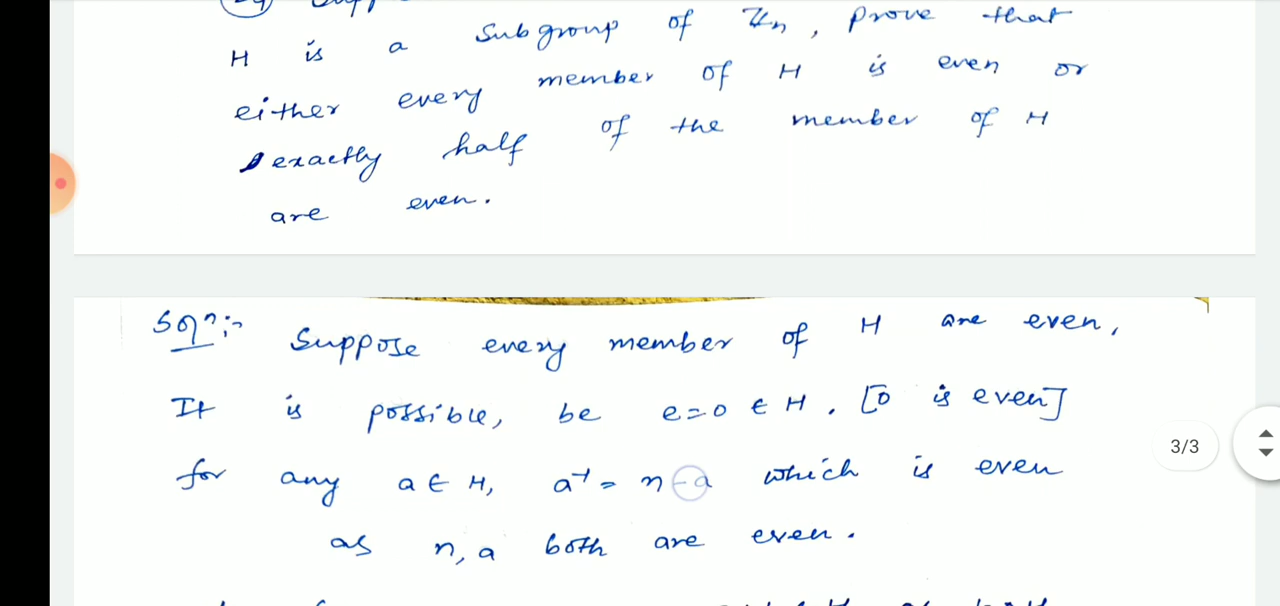 H is a subgroup of Zn, prove that
either every member of H is even or
exactly half of the member of H
are even.
Soln:-
Suppose every member of H are even,
It is possible, be e=0 ∈ H. [0 is even]
for any a ∈ H, a⁻¹ = n-a which is even
as n, a both are even.
3/3